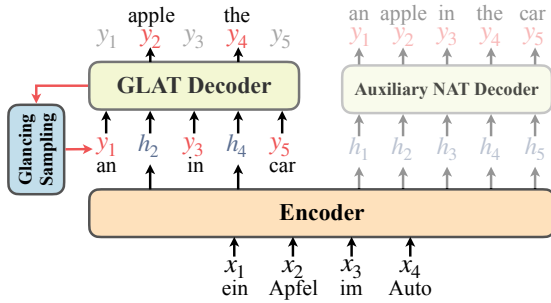 apple the
y1 y2 y3 y4 y5
GLAT Decoder
Glancing
Sampling
y1 h2 y3 h4 y5
an in car
an apple in the car
y1 y2 y3 y4 y5
Auxiliary NAT Decoder
h1 h2 h3 h4 h5
Encoder
x1 x2 x3 x4
ein Apfel im Auto